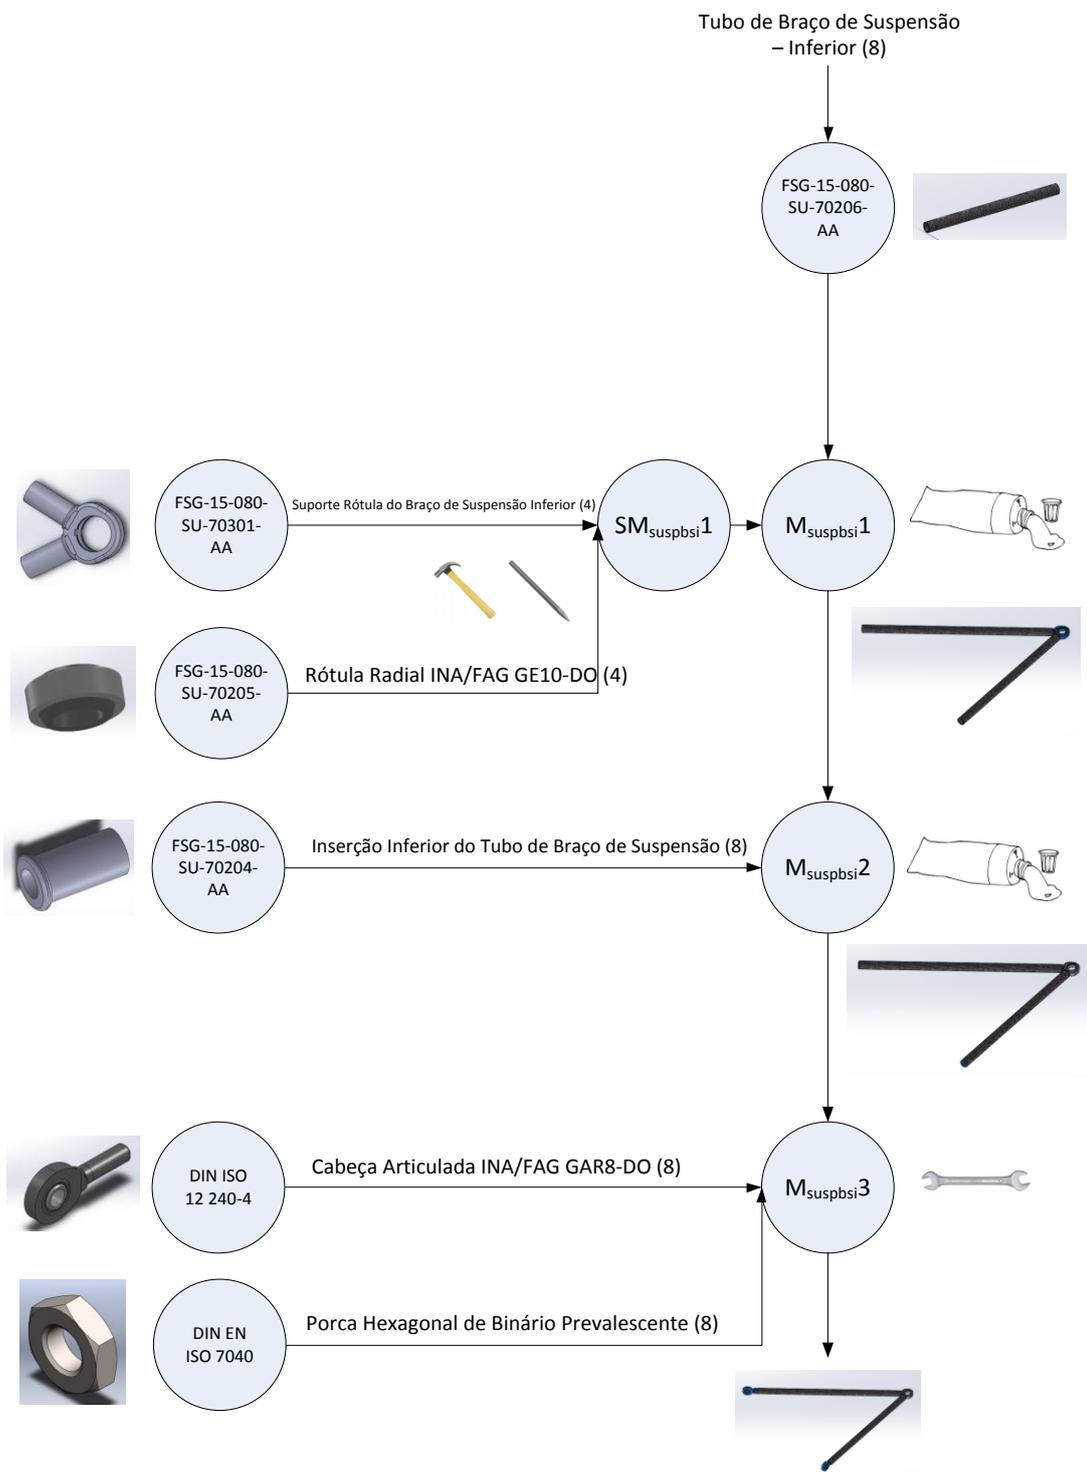 Tubo de Braço de Suspensão
– Inferior (8)
FSG-15-080-
SU-70206-
AA
FSG-15-080-
SU-70301-
AA
Suporte Rótula do Braço de Suspensão Inferior (4)
SMsuspbsi1
Msuspbsi1
FSG-15-080-
SU-70205-
AA
Rótula Radial INA/FAG GE10-DO (4)
FSG-15-080-
SU-70204-
AA
Inserção Inferior do Tubo de Braço de Suspensão (8)
Msuspbsi2
DIN ISO
12 240-4
Cabeça Articulada INA/FAG GAR8-DO (8)
Msuspbsi3
DIN EN
ISO 7040
Porca Hexagonal de Binário Prevalescente (8)